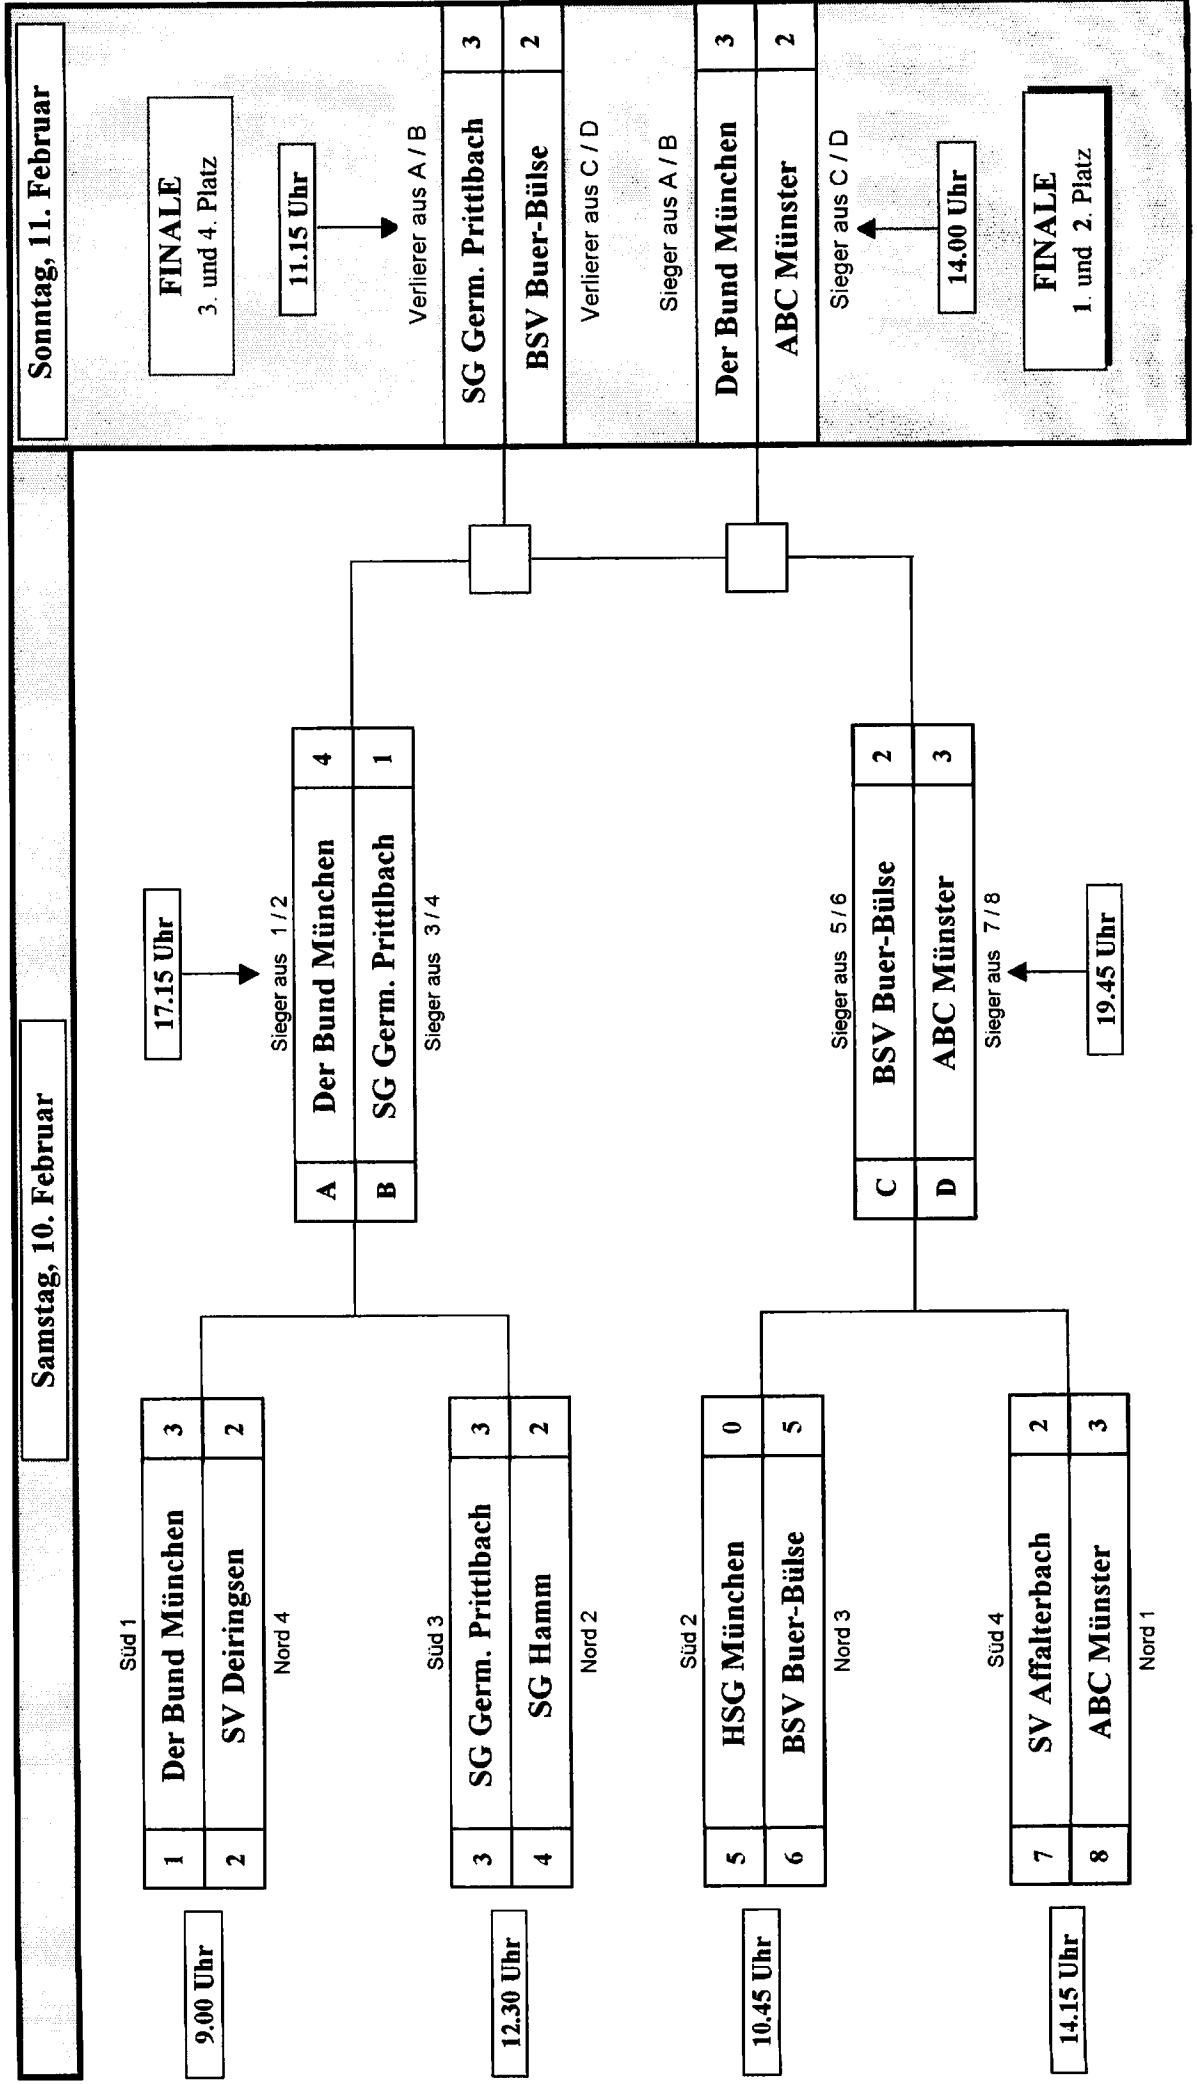 Samstag, 10. Februar
Sonntag, 11. Februar
9.00 Uhr
Süd 1
1 Der Bund München 3
2 SV Deiringsen 2
Nord 4
12.30 Uhr
Süd 3
3 SG Germ. Prittlbach 3
4 SG Hamm 2
Nord 2
10.45 Uhr
Süd 2
5 HSG München 0
6 BSV Buer-Bülse 5
Nord 3
14.15 Uhr
Süd 4
7 SV Affalterbach 2
8 ABC Münster 3
Nord 1
17.15 Uhr
Sieger aus 1 / 2
A Der Bund München 4
B SG Germ. Prittlbach 1
Sieger aus 3 / 4
Sieger aus 5 / 6
C BSV Buer-Bülse 2
D ABC Münster 3
Sieger aus 7 / 8
19.45 Uhr
FINALE
3. und 4. Platz
11.15 Uhr
Verlierer aus A / B
SG Germ. Prittlbach 3
BSV Buer-Bülse 2
Verlierer aus C / D
Sieger aus A / B
Der Bund München 3
ABC Münster 2
Sieger aus C / D
14.00 Uhr
FINALE
1. und 2. Platz